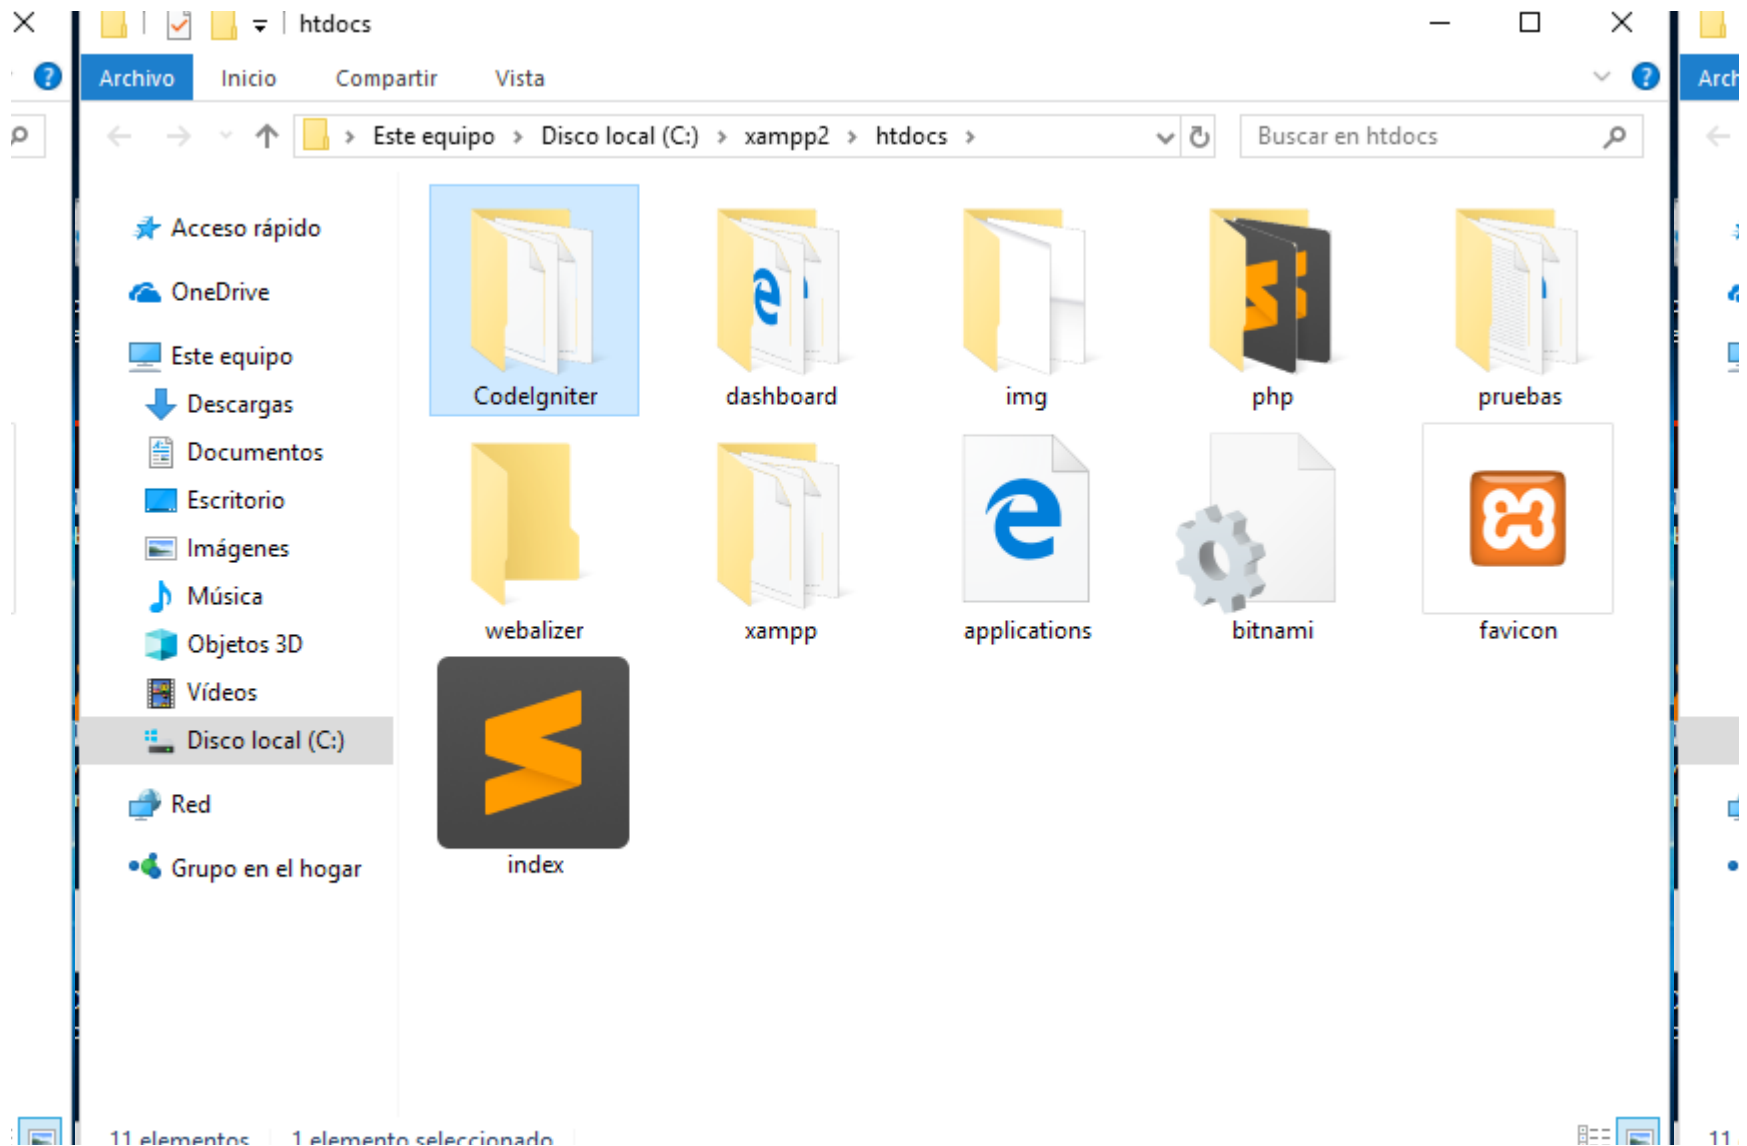 htdocs
Archivo Inicio Compartir Vista
Arch
Este equipo > Disco local (C:) > xampp2 > htdocs >
Buscar en htdocs
Acceso rápido
OneDrive
Este equipo
Descargas
Documentos
Escritorio
Imágenes
Música
Objetos 3D
Vídeos
Disco local (C:)
Red
Grupo en el hogar
CodeIgniter dashboard img php pruebas
webalizer xampp applications bitnami favicon
index
11 elementos 1 elemento seleccionado
11